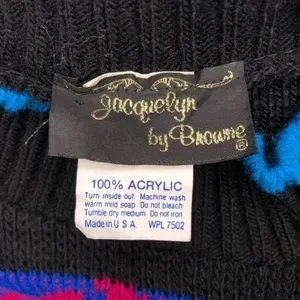 Jacquelyn
by Browne ®
100% ACRYLIC
Turn inside out Machine wash
warm mild soap Do not bleach
Tumble dry medium Do not iron
Made in U.S.A. WPL 7502